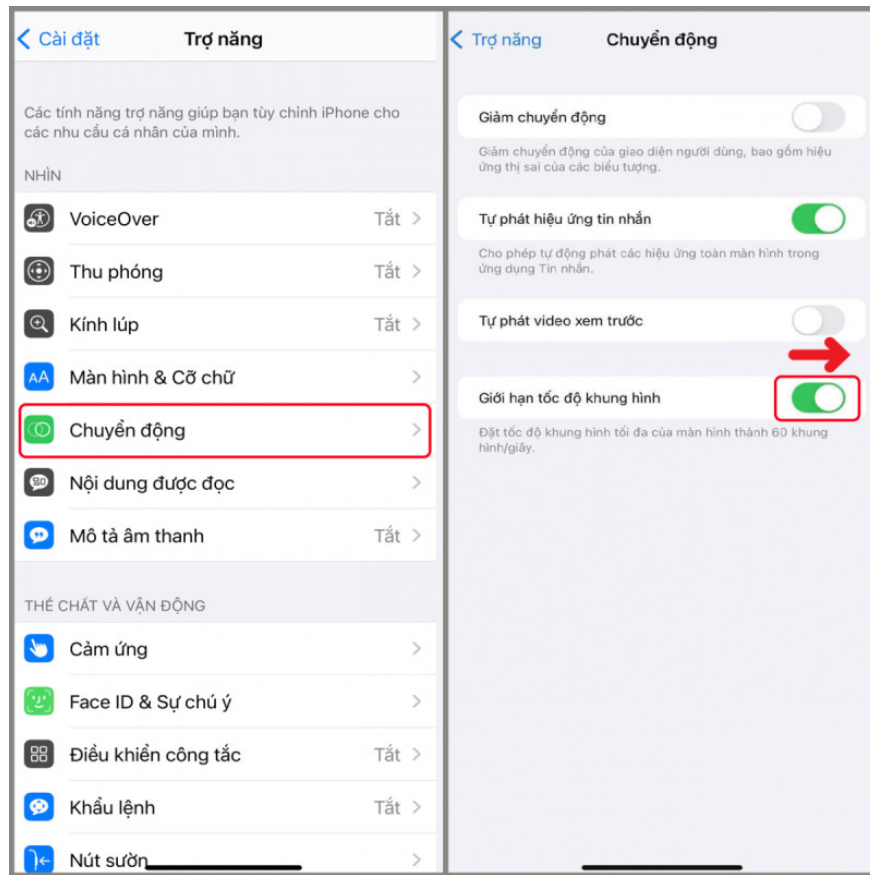 Cài đặt
Trợ năng
Các tính năng trợ năng giúp bạn tùy chỉnh iPhone cho
các nhu cầu cá nhân của mình.
NHÌN
VoiceOver Tắt
Thu phóng Tắt
Kính lúp Tắt
AA Màn hình & Cỡ chữ
Chuyển động
Nội dung được đọc
Mô tả âm thanh Tắt
THỂ CHẤT VÀ VẬN ĐỘNG
Cảm ứng
Face ID & Sự chú ý
Điều khiển công tắc Tắt
Khẩu lệnh Tắt
Nút sườn
Trợ năng
Chuyển động
Giảm chuyển động
Giảm chuyển động của giao diện người dùng, bao gồm hiệu
ứng thị sai của các biểu tượng.
Tự phát hiệu ứng tin nhắn
Cho phép tự động phát các hiệu ứng toàn màn hình trong
ứng dụng Tin nhắn.
Tự phát video xem trước
Giới hạn tốc độ khung hình
Đặt tốc độ khung hình tối đa của màn hình thành 60 khung
hình/giây.